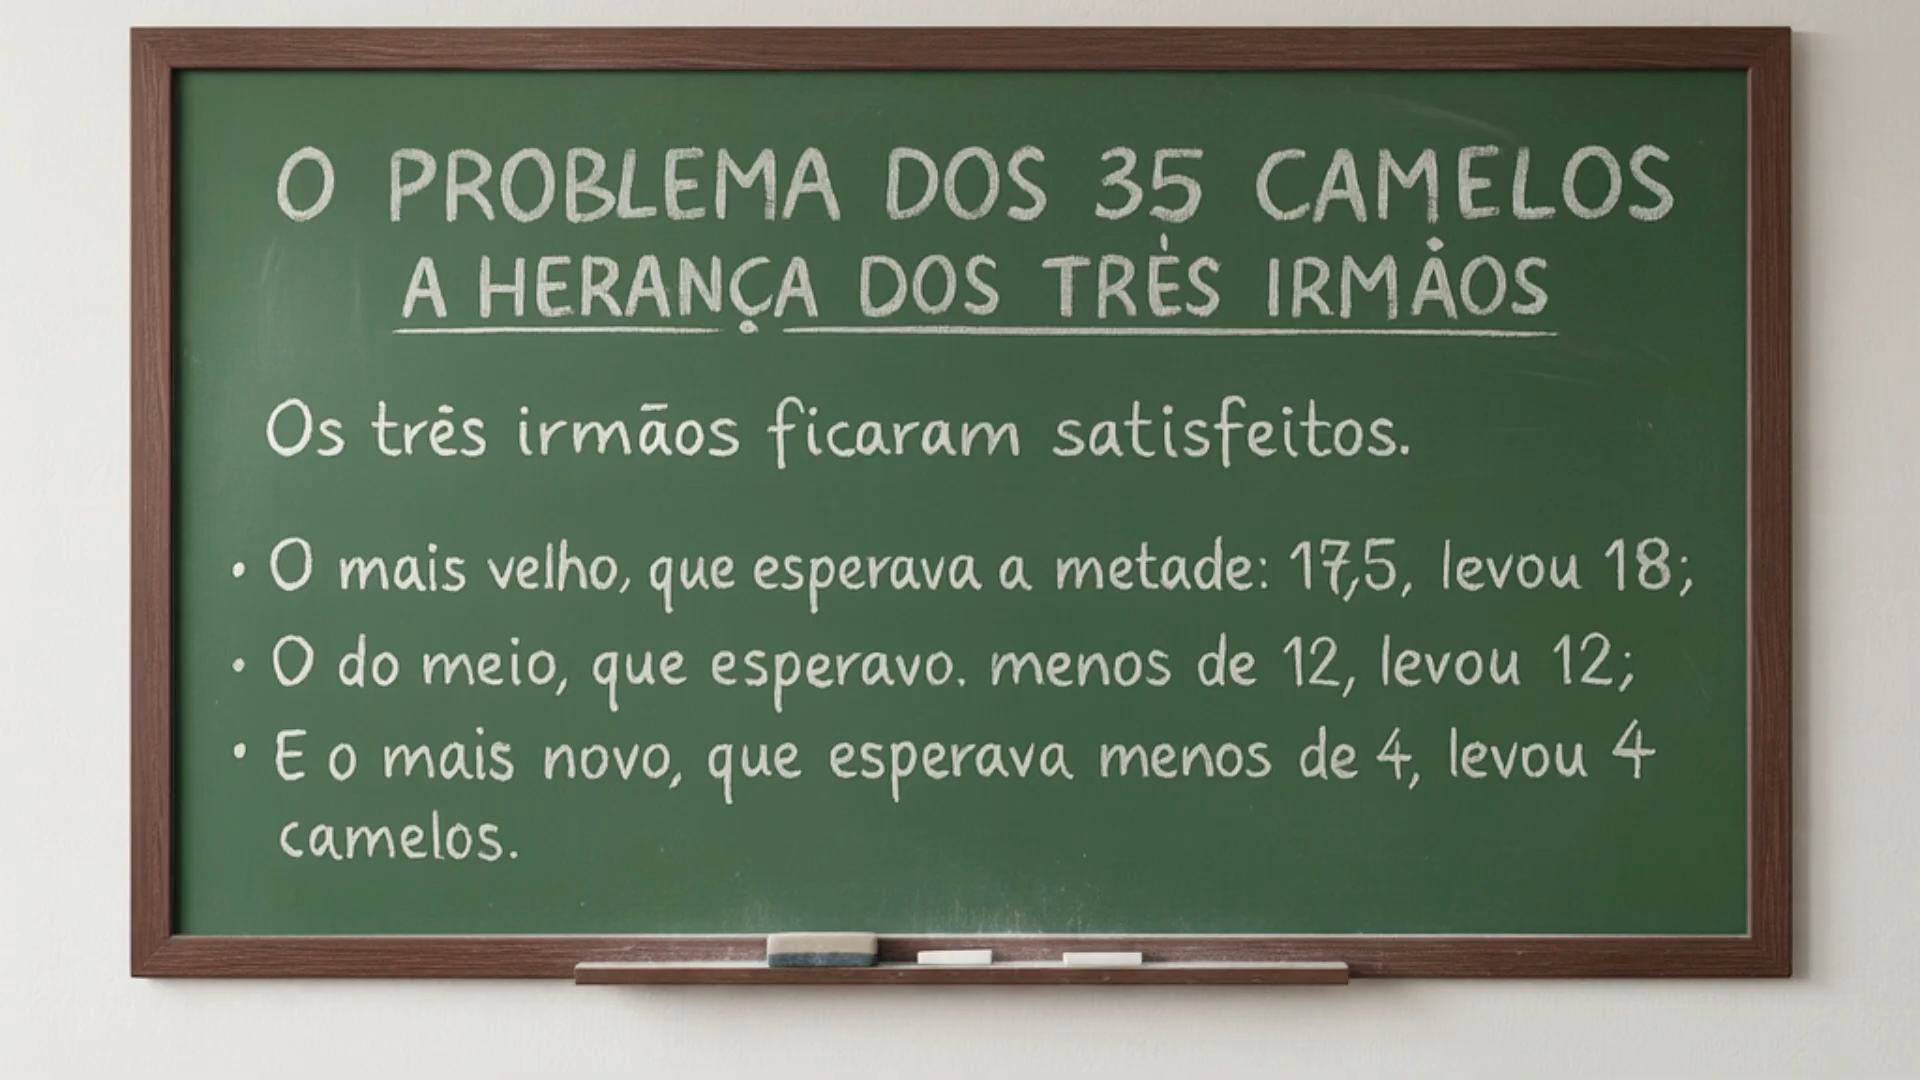 O PROBLEMA DOS 35 CAMELOS
A HERANÇA DOS TRĖS IRMȦOS
Os três irmãos ficaram satisfeitos.
• O mais velho, que esperava a metade: 17,5, levou 18;
• O do meio, que esperavo. menos de 12, levou 12;
• E o mais novo, que esperava menos de 4, levou 4
camelos.